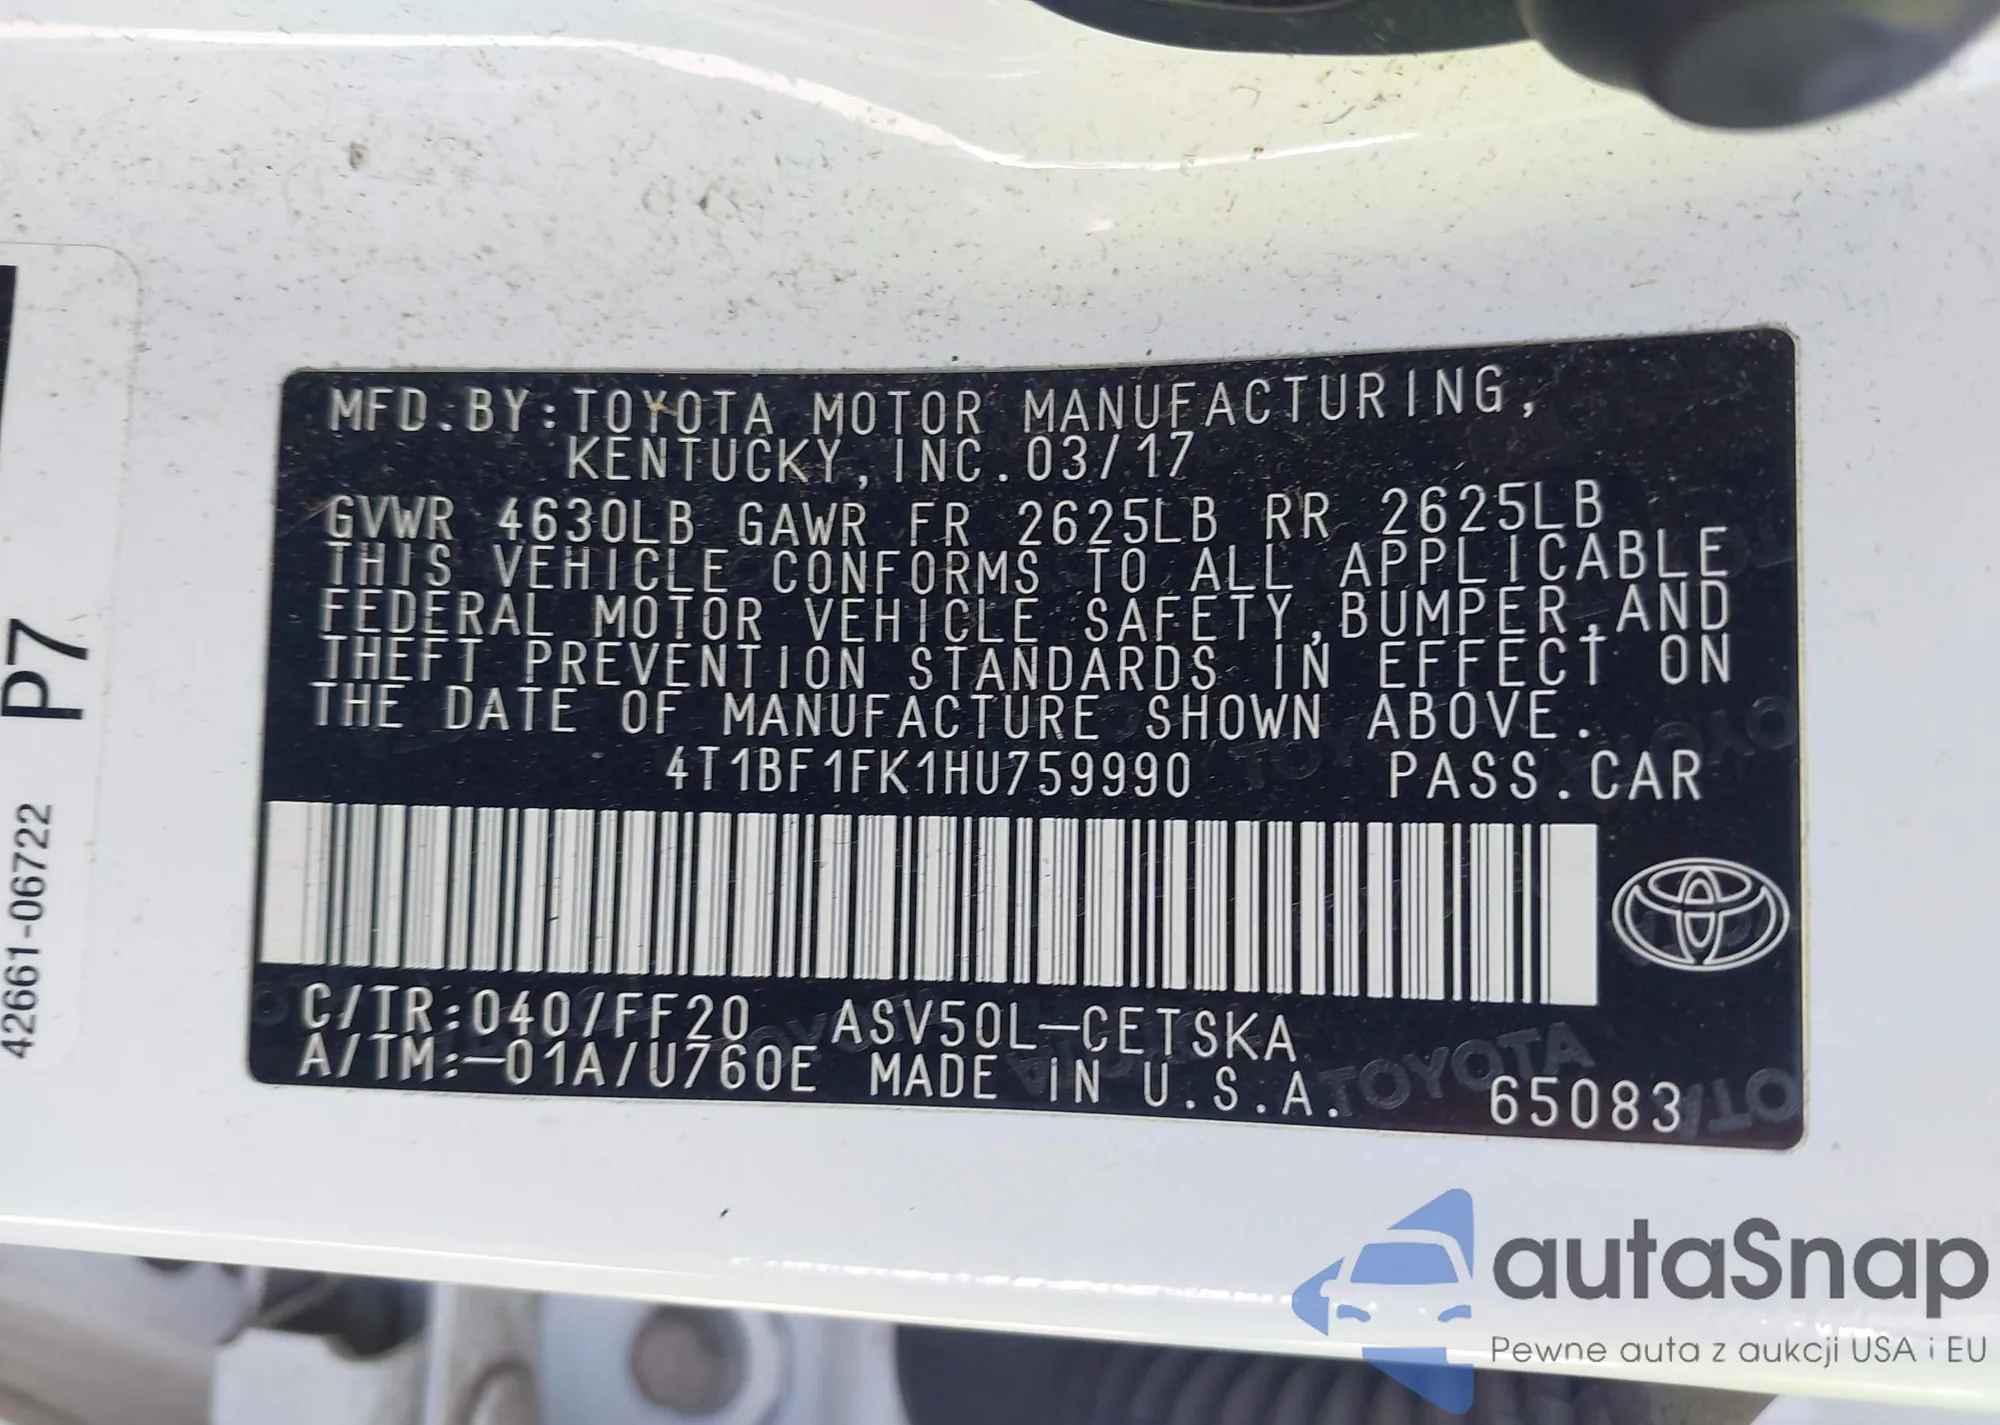 MFD.BY:TOYOTA MOTOR MANUFACTURING,
KENTUCKY,INC.03/17
GVWR 4630LB GAWR FR 2625LB RR 2625LB
THIS VEHICLE CONFORMS TO ALL APPLICABLE
FEDERAL MOTOR VEHICLE SAFETY,BUMPER,AND
THEFT PREVENTION STANDARDS IN EFFECT ON
THE DATE OF MANUFACTURE SHOWN ABOVE.
4T1BF1FK1HU759990 PASS.CAR
C/TR:040/FF20 ASV50L-CETSKA
A/TM:-01A/U760E MADE IN U.S.A. 65083
P7
42661-06722
TOYOTA
autoSnap
Pewne auta z aukcji USA i EU